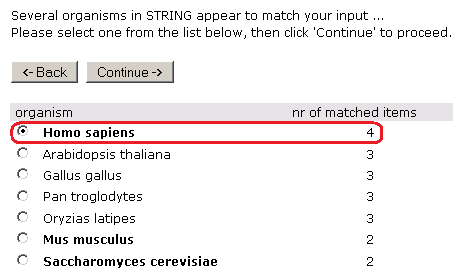 Several organisms in STRING appear to match your input ...
Please select one from the list below, then click 'Continue' to proceed.
<- Back Continue ->
organism nr of matched items
Homo sapiens 4
Arabidopsis thaliana 3
Gallus gallus 3
Pan troglodytes 3
Oryzias latipes 3
Mus musculus 2
Saccharomyces cerevisiae 2